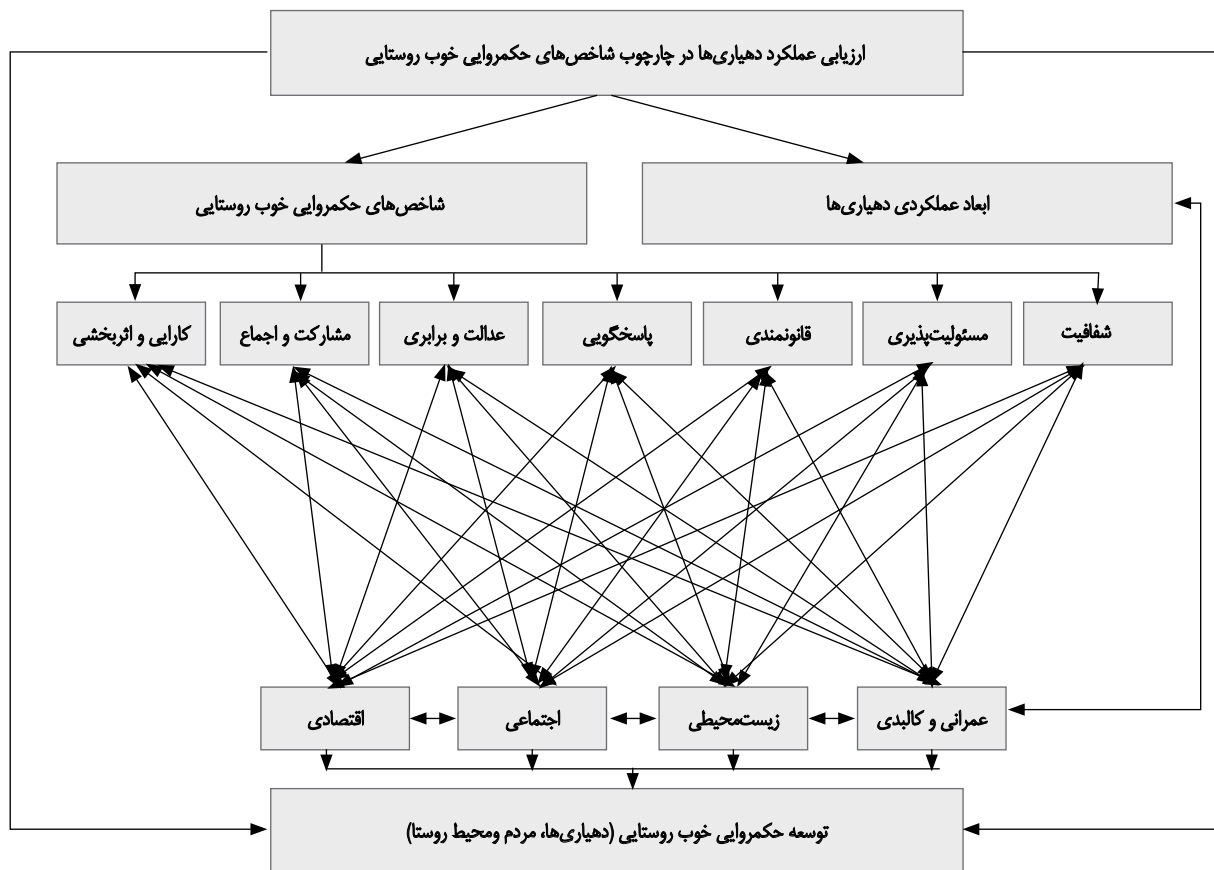 ارزیابی عملکرد دهیاری‌ها در چارچوب شاخص‌های حکمروایی خوب روستایی
ابعاد عملکردی دهیاری‌ها
شاخص‌های حکمروایی خوب روستایی
شفافیت
مسئولیت‌پذیری
قانونمندی
پاسخگویی
عدالت و برابری
مشارکت و اجماع
کارایی و اثربخشی
عمرانی و کالبدی
زیست‌محیطی
اجتماعی
اقتصادی
توسعه حکمروایی خوب روستایی (دهیاری‌ها، مردم ومحیط روستا)